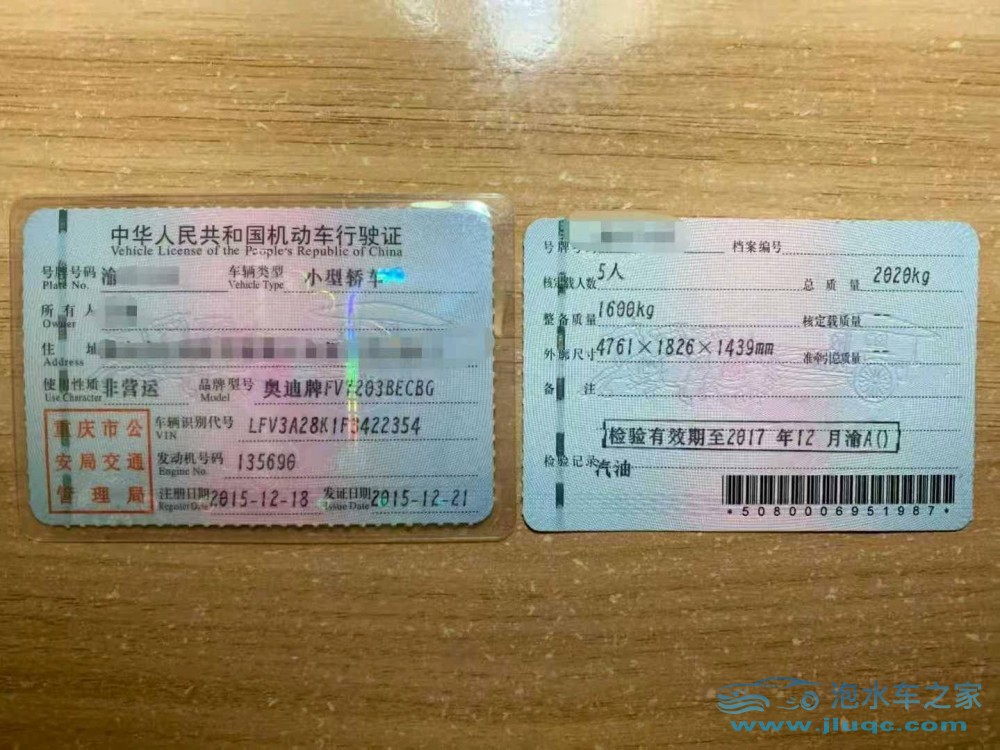 中华人民共和国机动车行驶证
Vehicle License of the People's Republic of China
号牌号码 渝 车辆类型 小型轿车
Plate No. Vehicle Type
所有人
Owner
住址
Address
使用性质 非营运 品牌型号 奥迪牌FV7203BECBG
Use Character Model
重庆市公
安局交通
管理局
车辆识别代号 LFV3A28K1F3422354
VIN
发动机号码 135690
Engine No.
注册日期 2015-12-18 发证日期 2015-12-21
Register Date Issue Date
号牌号 档案编号
核定载人数 5人 总质量 2020kg
整备质量 1600kg 核定载质量 --
外廓尺寸 4761×1826×1439mm 准牵引总质量 --
备注
检验有效期至2017 年12 月渝A()
检验记录 汽油
*5080006951987*
泡水车之家
www.jluqc.com